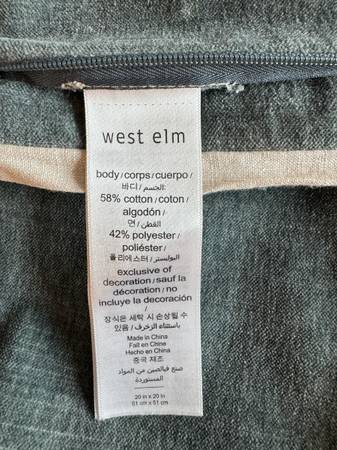 west elm
body / corps / cuerpo /
바디 / الجسم:
58% cotton / coton /
algodón /
면 / القطن /
42% polyester /
poliéster /
폴리에스터 / البوليستر
exclusive of
decoration / sauf la
décoration / no
incluye la decoración
/
장식은 세탁 시 손상될 수
있음 / باستثناء الزخرف /
Made in China
Fait en Chine
Hecho en China
중국 제조
صنع في الصين من المواد
المستوردة
20 in x 20 in
51 cm x 51 cm